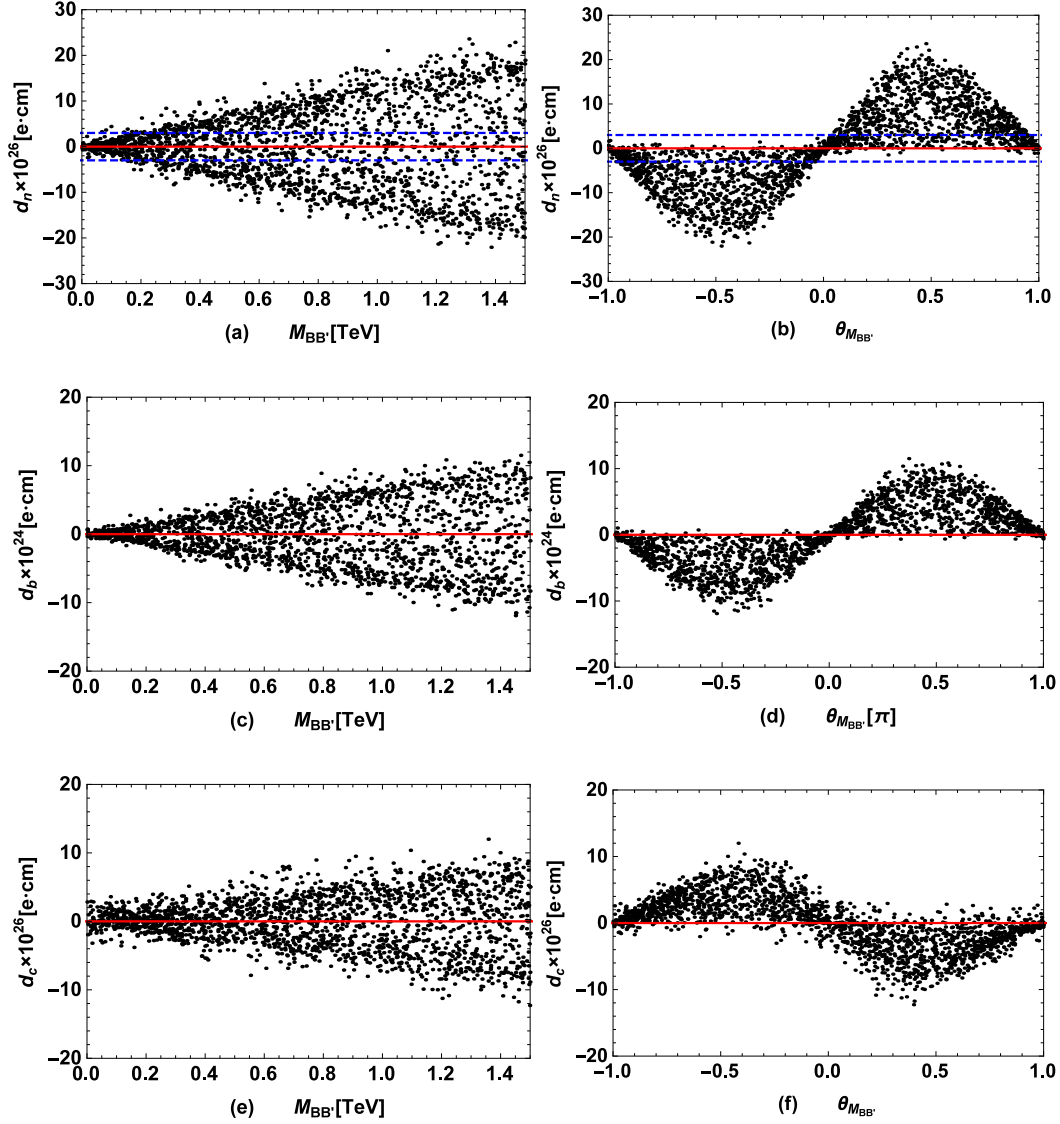 30
20
10
0
−10
−20
−30
d_n×10^26[e·cm]
0.0 0.2 0.4 0.6 0.8 1.0 1.2 1.4
(a) M_BB'[TeV]
30
20
10
0
−10
−20
−30
d_n×10^26[e·cm]
−1.0 −0.5 0.0 0.5 1.0
(b) θ_M_BB'
20
10
0
−10
−20
d_b×10^24[e·cm]
0.0 0.2 0.4 0.6 0.8 1.0 1.2 1.4
(c) M_BB'[TeV]
20
10
0
−10
−20
d_b×10^24[e·cm]
−1.0 −0.5 0.0 0.5 1.0
(d) θ_M_BB'[π]
20
10
0
−10
−20
d_c×10^26[e·cm]
0.0 0.2 0.4 0.6 0.8 1.0 1.2 1.4
(e) M_BB'[TeV]
20
10
0
−10
−20
d_c×10^26[e·cm]
−1.0 −0.5 0.0 0.5 1.0
(f) θ_M_BB'